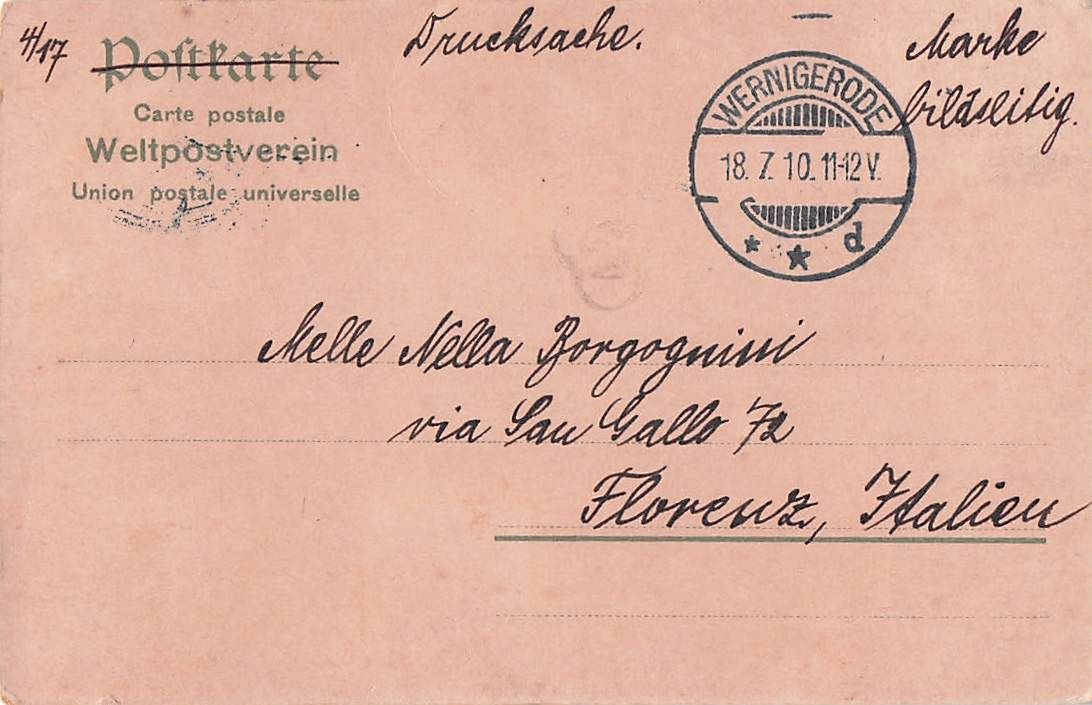 4/17
Postkarte
Carte postale
Weltpostverein
Union postale universelle
Drucksache.
Marke
bildseitig.
WERNIGERODE
18. 7. 10. 11-12 V.
* * d
Melle Nella Borgognini
via San Gallo 72
Florenz, Italien